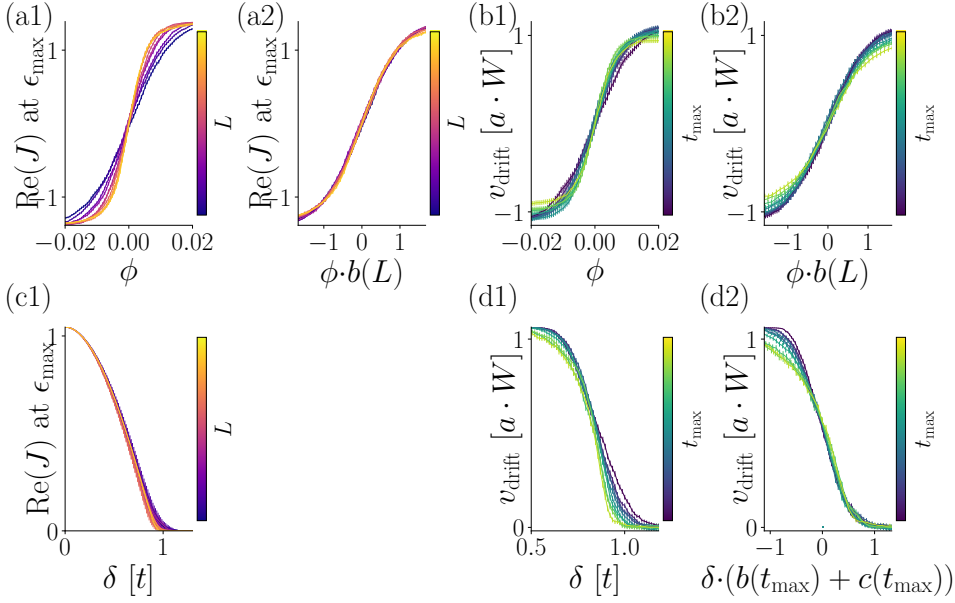 (a1)
Re(J) at ϵmax
1
1
−0.02
0.00
0.02
ϕ
L
(a2)
Re(J) at ϵmax
1
1
−1
0
1
ϕ·b(L)
L
(b1)
vdrift [a · W]
1
−1
−0.02
0.00
0.02
ϕ
tmax
(b2)
vdrift [a · W]
1
−1
−1
0
1
ϕ·b(L)
tmax
(c1)
Re(J) at ϵmax
1
0
0
1
δ [t]
L
(d1)
vdrift [a · W]
1
0
0.5
1.0
δ [t]
tmax
(d2)
vdrift [a · W]
1
0
−1
0
1
δ·(b(tmax) + c(tmax))
tmax